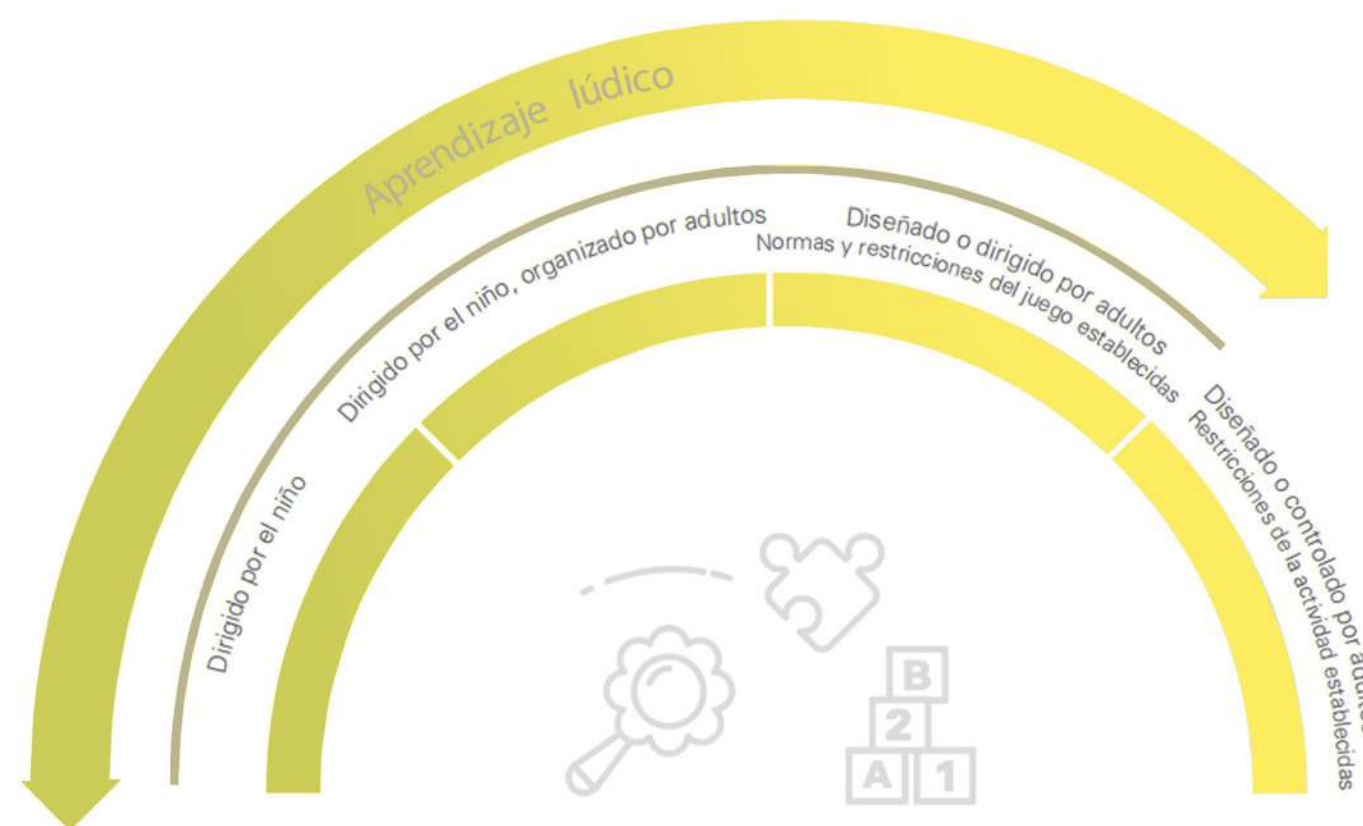 Aprendizaje lúdico
Dirigido por el niño
Dirigido por el niño, organizado por adultos
Diseñado o dirigido por adultos
Normas y restricciones del juego establecidas
Diseñado o controlado por adultos
Restricciones de la actividad establecidas
B
2
A 1